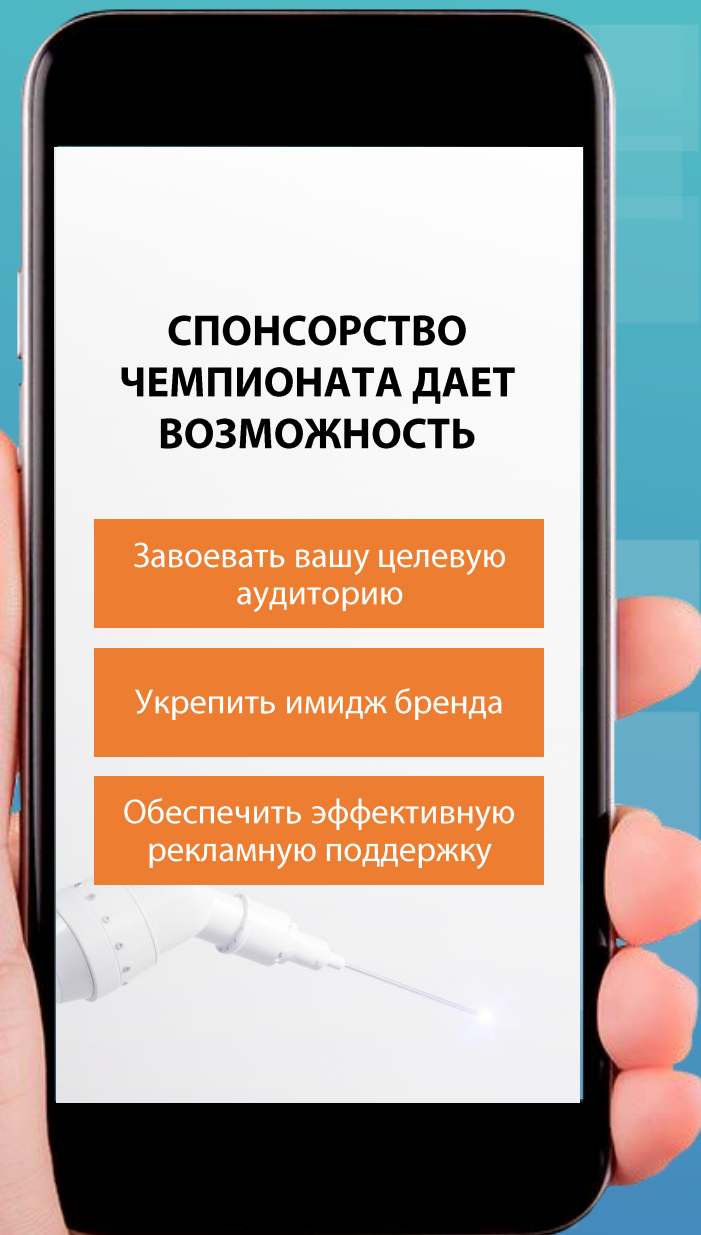 СПОНСОРСТВО
ЧЕМПИОНАТА ДАЕТ
ВОЗМОЖНОСТЬ
Завоевать вашу целевую
аудиторию
Укрепить имидж бренда
Обеспечить эффективную
рекламную поддержку